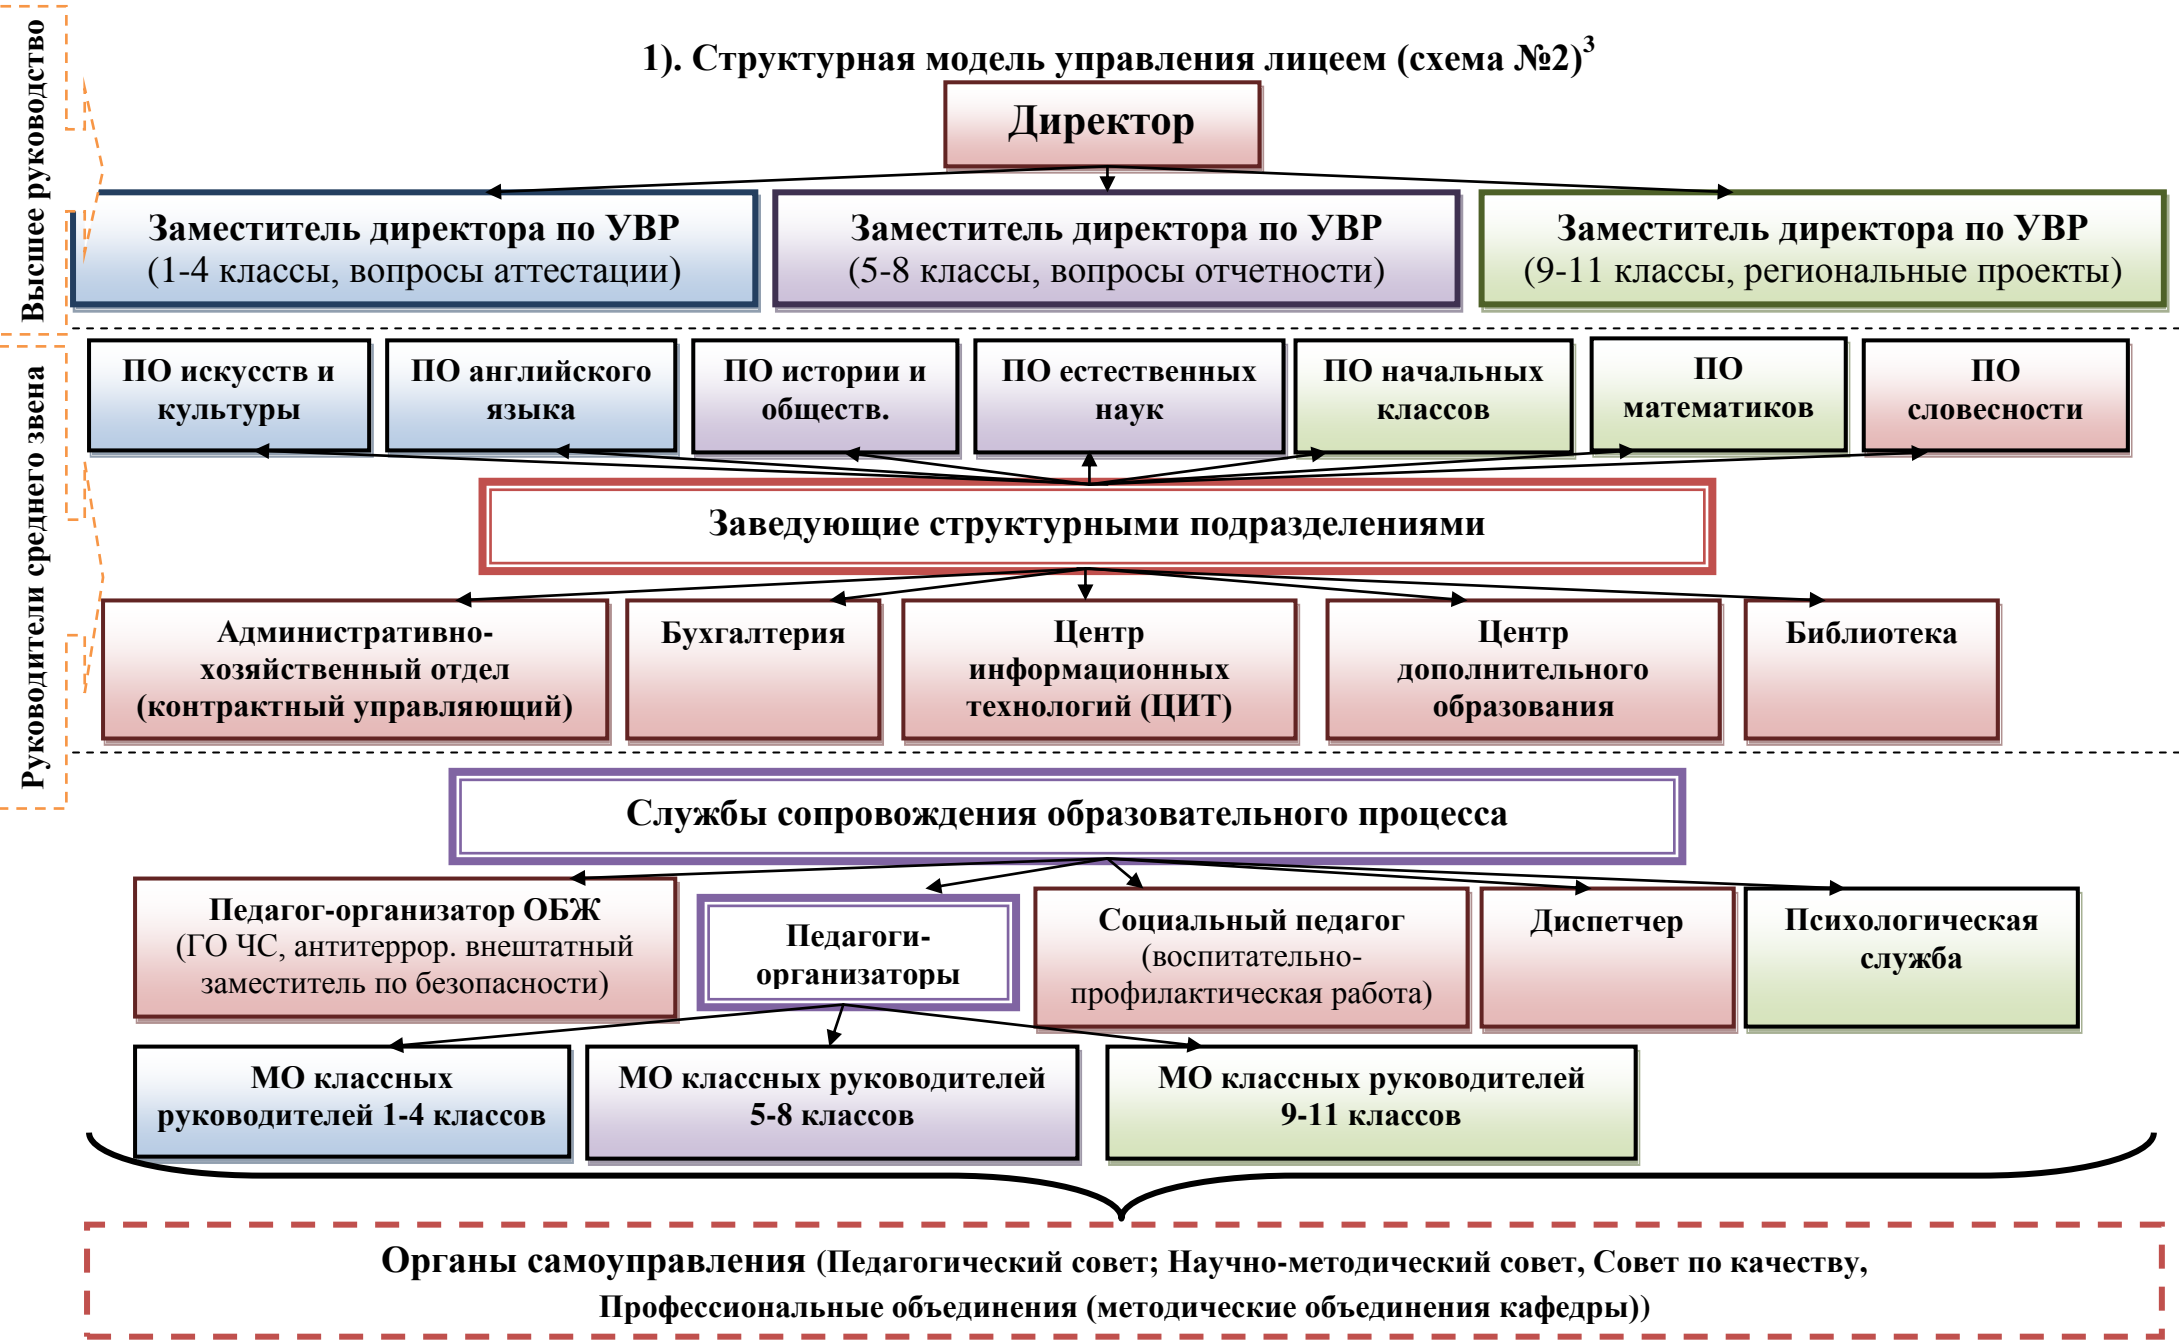 1). Структурная модель управления лицеем (схема №2)³
Высшее руководство
Директор
Заместитель директора по УВР
(1-4 классы, вопросы аттестации)
Заместитель директора по УВР
(5-8 классы, вопросы отчетности)
Заместитель директора по УВР
(9-11 классы, региональные проекты)
Руководители среднего звена
ПО искусств и
культуры
ПО английского
языка
ПО истории и
обществ.
ПО естественных
наук
ПО начальных
классов
ПО
математиков
ПО
словесности
Заведующие структурными подразделениями
Административно-
хозяйственный отдел
(контрактный управляющий)
Бухгалтерия
Центр
информационных
технологий (ЦИТ)
Центр
дополнительного
образования
Библиотека
Службы сопровождения образовательного процесса
Педагог-организатор ОБЖ
(ГО ЧС, антитеррор. внештатный
заместитель по безопасности)
Педагоги-
организаторы
Социальный педагог
(воспитательно-
профилактическая работа)
Диспетчер
Психологическая
служба
МО классных
руководителей 1-4 классов
МО классных руководителей
5-8 классов
МО классных руководителей
9-11 классов
Органы самоуправления (Педагогический совет; Научно-методический совет, Совет по качеству,
Профессиональные объединения (методические объединения кафедры))